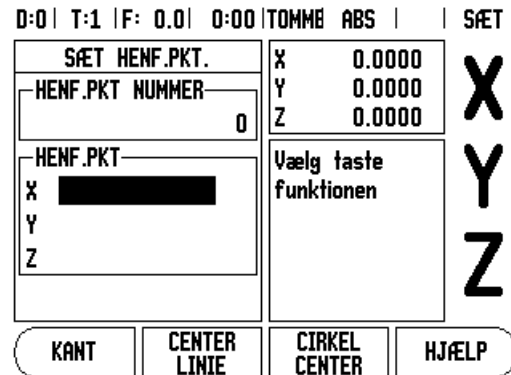 D:0 | T:1 | F: 0.0 | 0:00 | TOMME ABS | | SÆT
SÆT HENF.PKT.
HENF.PKT NUMMER
0
HENF.PKT
X
Y
Z
X 0.0000
Y 0.0000
Z 0.0000
Vælg taste
funktionen
X
Y
Z
KANT
CENTER
LINIE
CIRKEL
CENTER
HJÆLP